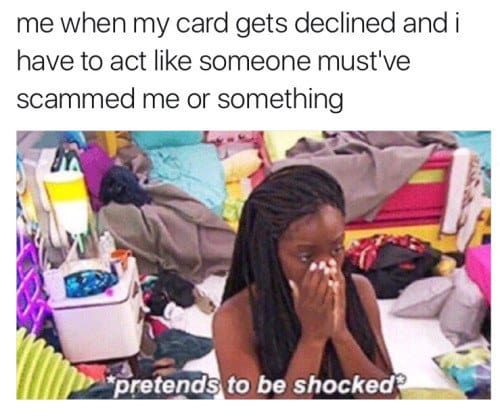 me when my card gets declined and i
have to act like someone must've
scammed me or something
*pretends to be shocked*